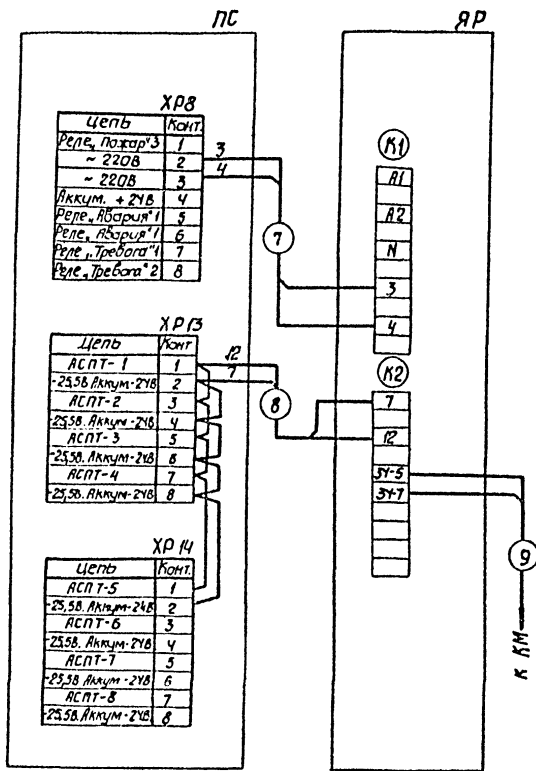 ПС
ЯР
ХР8
Цепь Конт.
Реле „Пожар"3 1
~ 220В 2
~ 220В 3
Аккум. + 24В 4
Реле „Авария"1 5
Реле „Авария"1 6
Реле „Тревога"1 7
Реле „Тревога"2 8
3
4
7
К1
А1
А2
N
3
4
ХР13
Цепь Конт
АСПТ-1 1
-25,5В. Аккум-24В 2
АСПТ-2 3
-25,5В. Аккум-24В 4
АСПТ-3 5
-25,5В. Аккум-24В 6
АСПТ-4 7
-25,5В. Аккум-24В 8
12
7
8
К2
7
12
34-5
34-7
9
к КМ
ХР14
Цепь Конт.
АСПТ-5 1
-25,5В. Аккум-24В 2
АСПТ-6 3
-25,5В. Аккум-24В 4
АСПТ-7 5
-25,5В Аккум-24В 6
АСПТ-8 7
-25,5В. Аккум-24В 8